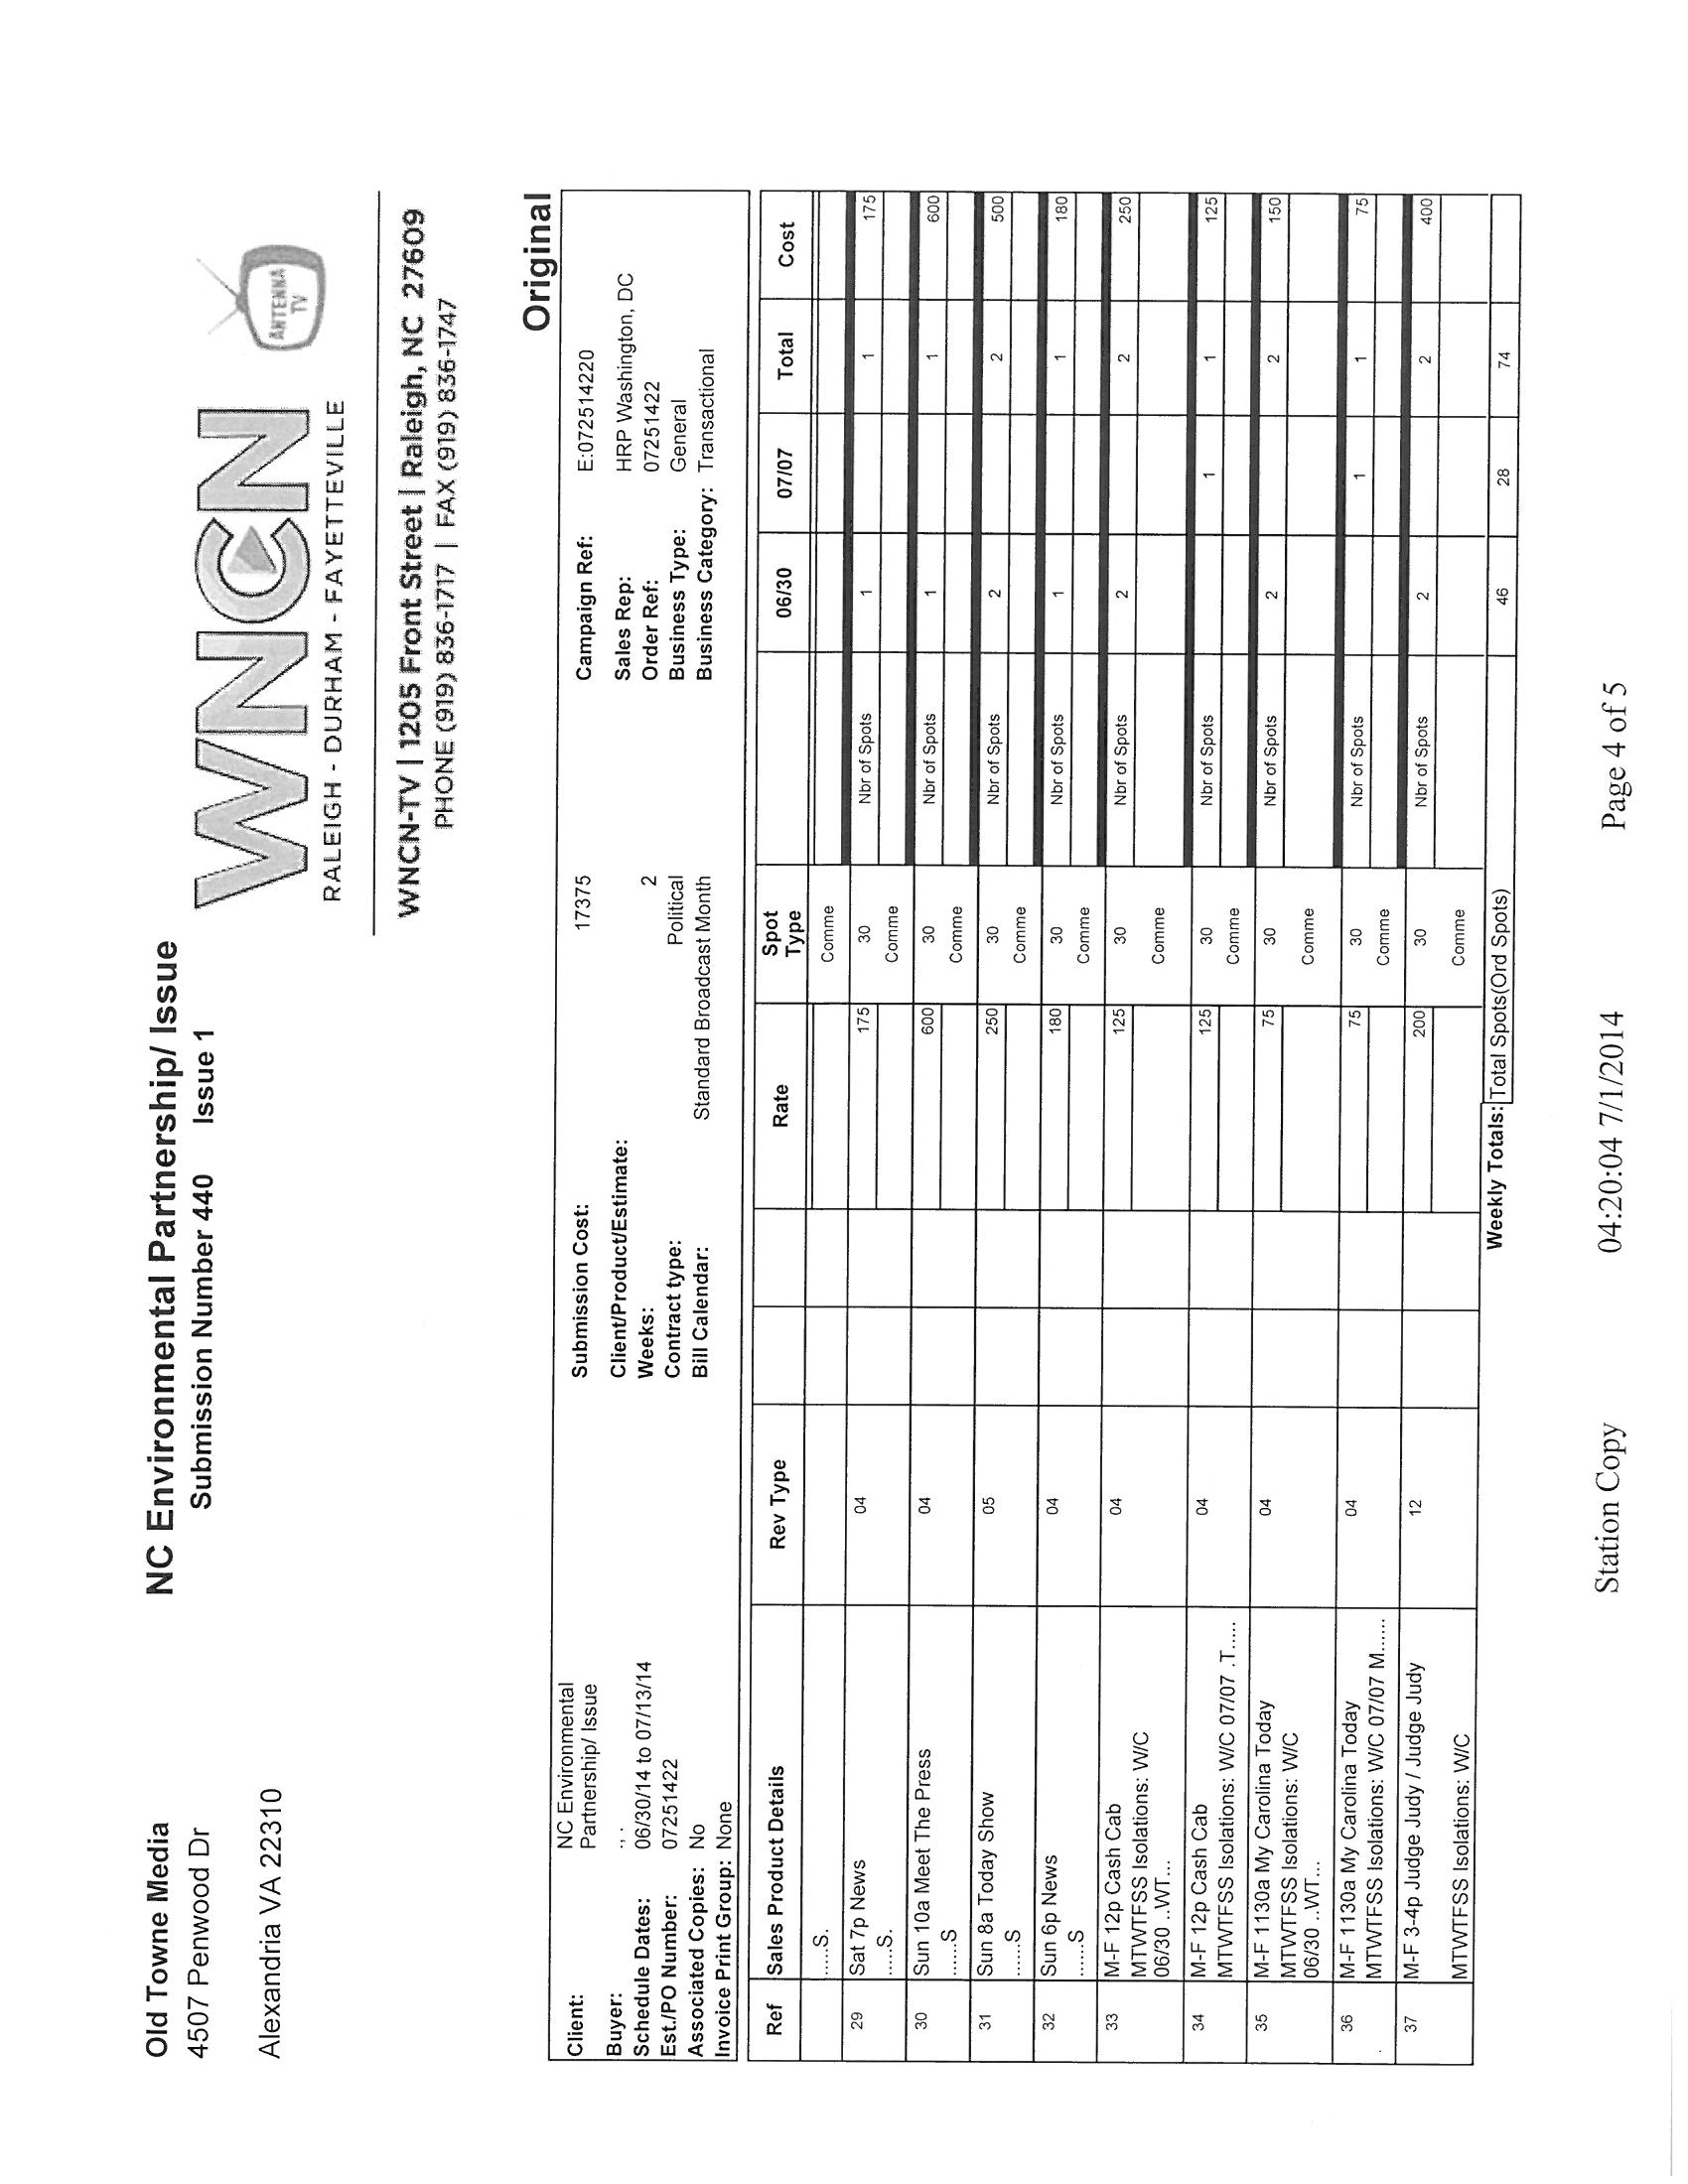 Old Towne Media
4507 Penwood Dr
Alexandria VA 22310
NC Environmental Partnership/ Issue
Submission Number 440 Issue 1
WNCN
RALEIGH - DURHAM - FAYETTEVILLE
ANTENNA
TV
WNCN-TV | 1205 Front Street | Raleigh, NC 27609
PHONE (919) 836-1717 | FAX (919) 836-1747
Original
Client: NC Environmental Submission Cost: 17375 Campaign Ref: E:072514220
Partnership/ Issue
Buyer: ., . Client/Product/Estimate: Sales Rep: HRP Washington, DC
Schedule Dates: 06/30/14 to 07/13/14 Weeks: 2 Order Ref: 07251422
Est./PO Number: 07251422 Contract type: Political Business Type: General
Associated Copies: No Bill Calendar: Standard Broadcast Month Business Category: Transactional
Invoice Print Group: None
Ref Sales Product Details Rev Type Rate Spot Type 06/30 07/07 Total Cost
.....S. Comme
29 Sat 7p News 04 175 30 Nbr of Spots 1 1 175
.....S. Comme
30 Sun 10a Meet The Press 04 600 30 Nbr of Spots 1 1 600
......S Comme
31 Sun 8a Today Show 05 250 30 Nbr of Spots 2 2 500
......S Comme
32 Sun 6p News 04 180 30 Nbr of Spots 1 1 180
......S Comme
33 M-F 12p Cash Cab 04 125 30 Nbr of Spots 2 2 250
MTWTFSS Isolations: W/C Comme
06/30 ..WT...
34 M-F 12p Cash Cab 04 125 30 Nbr of Spots 1 1 125
MTWTFSS Isolations: W/C 07/07 .T..... Comme
35 M-F 1130a My Carolina Today 04 75 30 Nbr of Spots 2 2 150
MTWTFSS Isolations: W/C Comme
06/30 ..WT...
36 M-F 1130a My Carolina Today 04 75 30 Nbr of Spots 1 1 75
MTWTFSS Isolations: W/C 07/07 M...... Comme
37 M-F 3-4p Judge Judy / Judge Judy 12 200 30 Nbr of Spots 2 2 400
MTWTFSS Isolations: W/C Comme
Weekly Totals: Total Spots(Ord Spots) 46 28 74
Station Copy 04:20:04 7/1/2014 Page 4 of 5